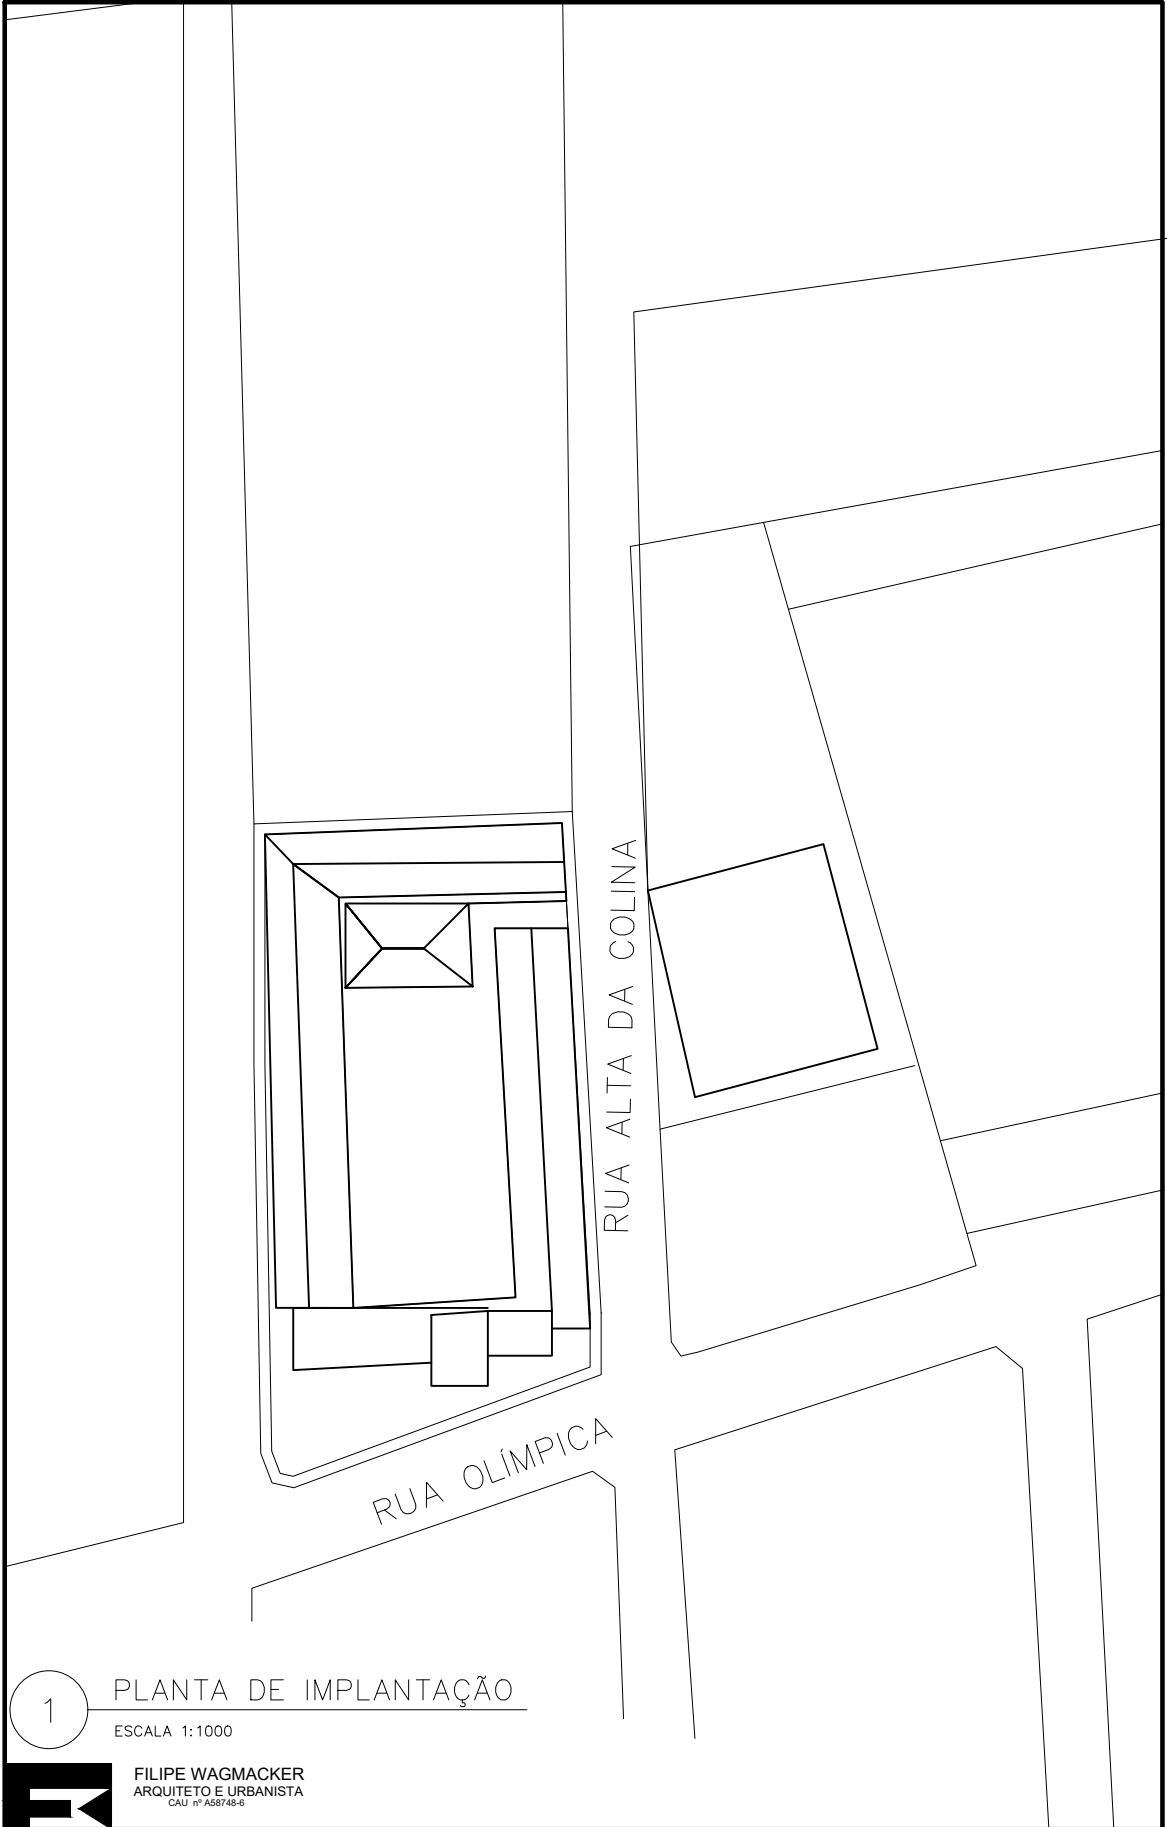 RUA ALTA DA COLINA
RUA OLÍMPICA
1
PLANTA DE IMPLANTAÇÃO
ESCALA 1:1000
FILIPE WAGMACKER
ARQUITETO E URBANISTA
CAU nº A58748-6